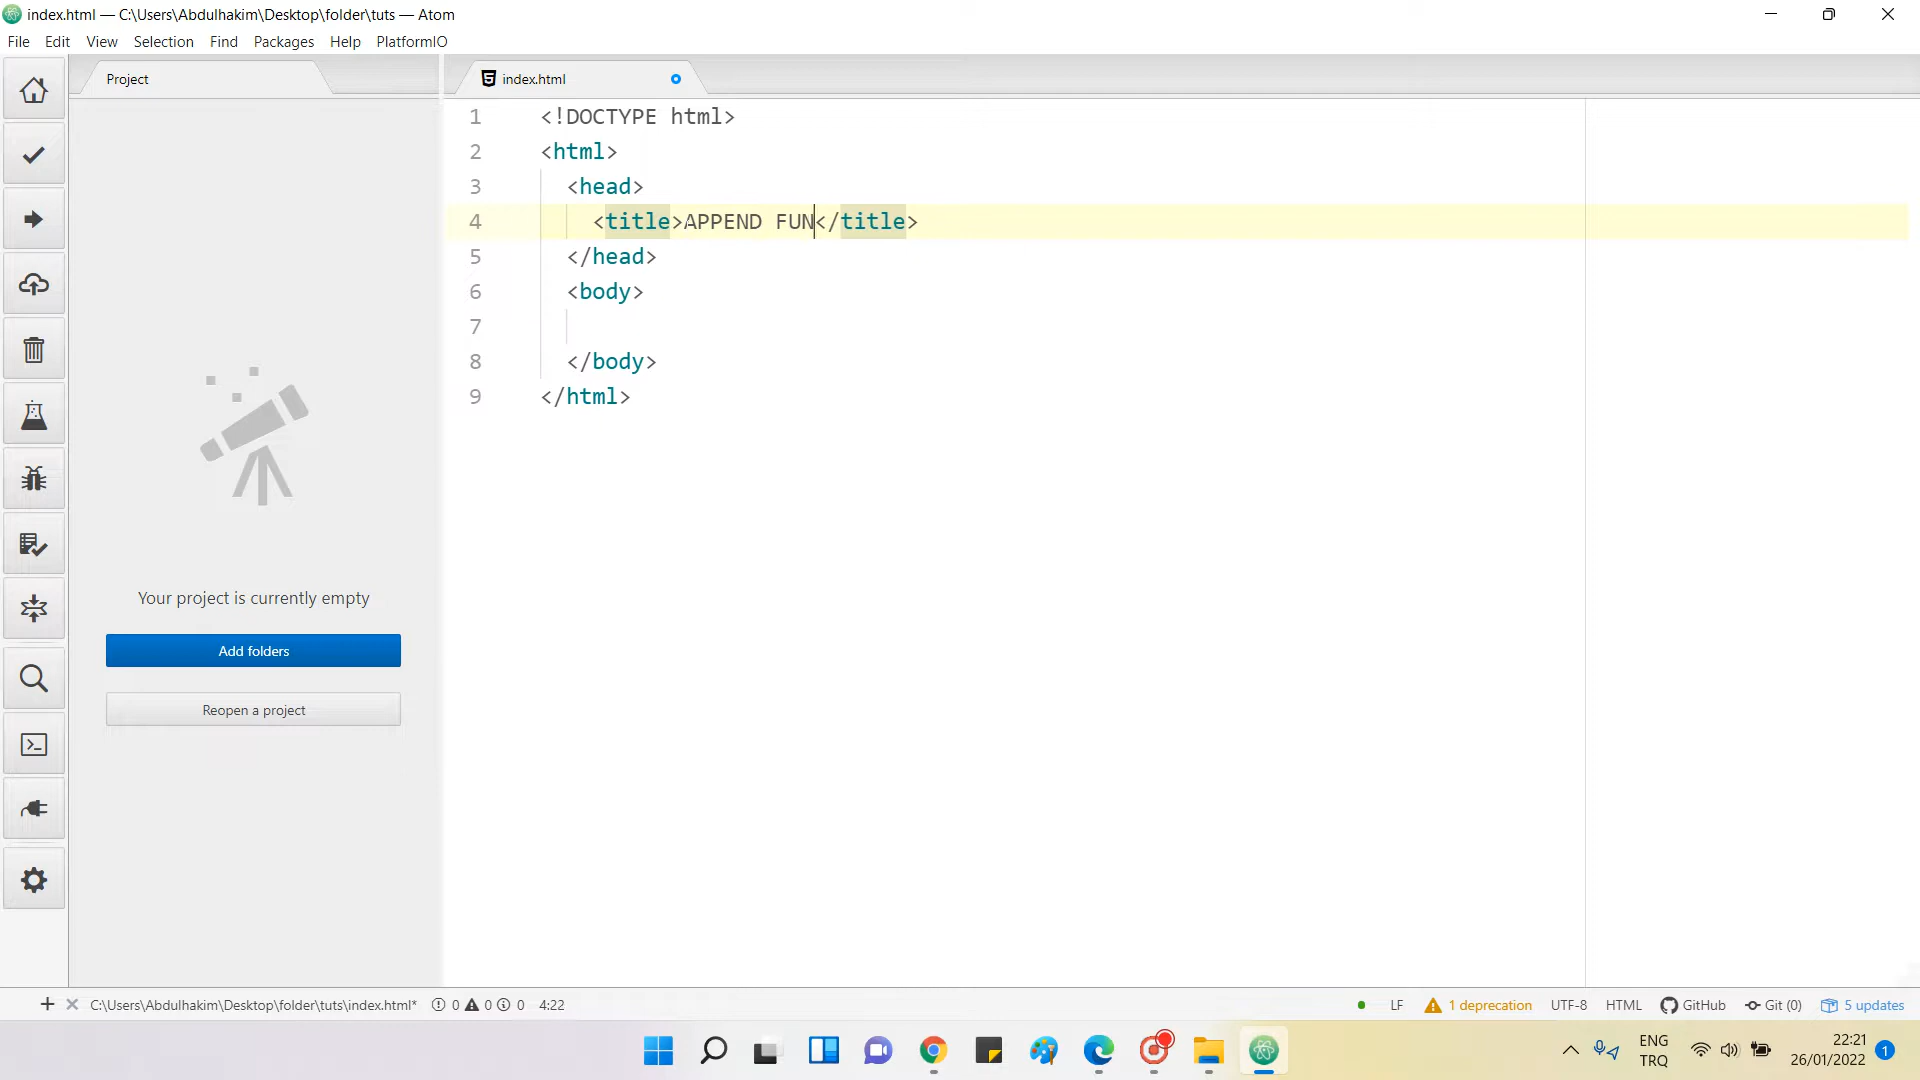 index.html — C:\Users\Abdulhakim\Desktop\folder\tuts — Atom
File Edit View Selection Find Packages Help PlatformIO
Project
index.html
1 <!DOCTYPE html>
2 <html>
3 <head>
4 <title>APPEND FUN</title>
5 </head>
6 <body>
7
8 </body>
9 </html>
Your project is currently empty
Add folders
Reopen a project
C:\Users\Abdulhakim\Desktop\folder\tuts\index.html* 0 0 0 4:22
LF 1 deprecation UTF-8 HTML GitHub Git (0) 5 updates
ENG
TRQ
22:21
26/01/2022
1